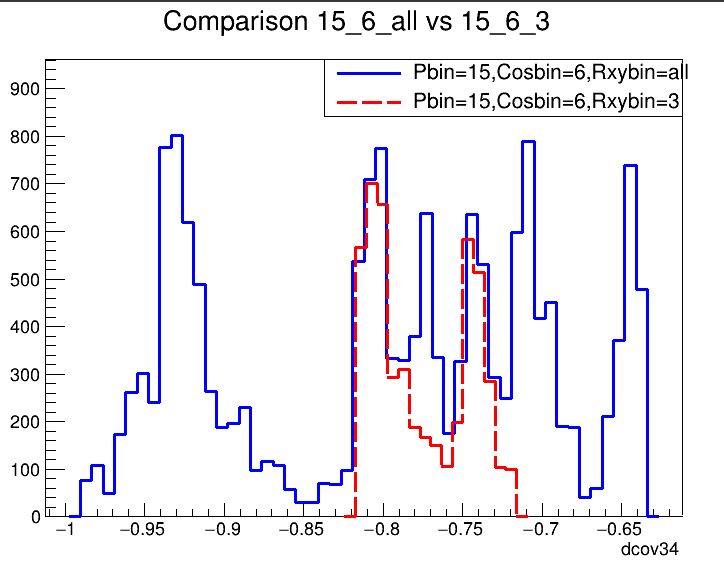 Comparison 15_6_all vs 15_6_3
Pbin=15,Cosbin=6,Rxybin=all
Pbin=15,Cosbin=6,Rxybin=3
900
800
700
600
500
400
300
200
100
0
−1 −0.95 −0.9 −0.85 −0.8 −0.75 −0.7 −0.65
dcov34